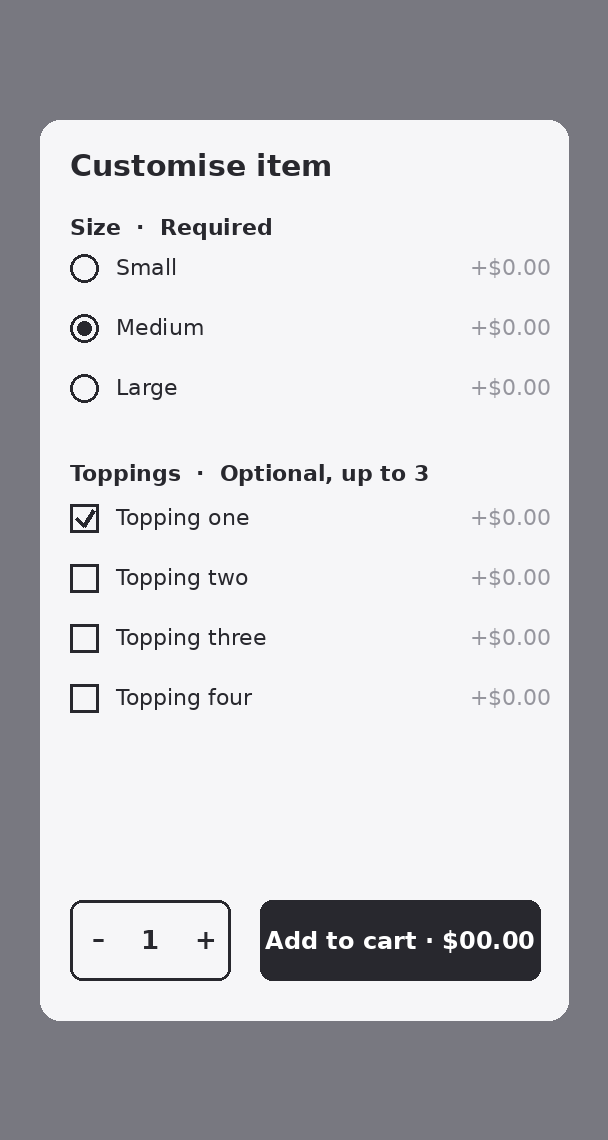 Customise item
Size · Required
Small +$0.00
Medium +$0.00
Large +$0.00
Toppings · Optional, up to 3
Topping one +$0.00
Topping two +$0.00
Topping three +$0.00
Topping four +$0.00
– 1 + Add to cart · $00.00